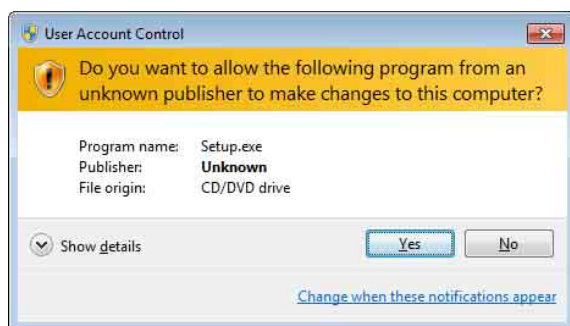 User Account Control
Do you want to allow the following program from an
unknown publisher to make changes to this computer?
Program name: Setup.exe
Publisher: Unknown
File origin: CD/DVD drive
Show details
Yes
No
Change when these notifications appear